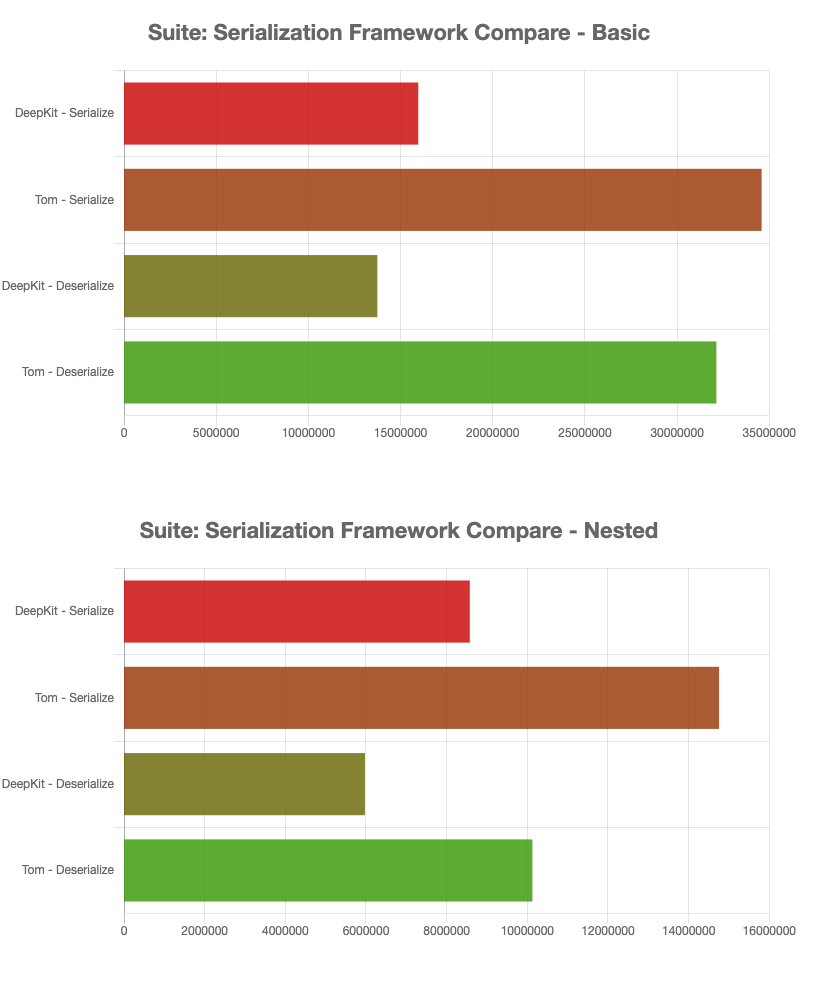 Suite: Serialization Framework Compare - Basic
DeepKit - Serialize
Tom - Serialize
DeepKit - Deserialize
Tom - Deserialize
0 5000000 10000000 15000000 20000000 25000000 30000000 35000000
Suite: Serialization Framework Compare - Nested
DeepKit - Serialize
Tom - Serialize
DeepKit - Deserialize
Tom - Deserialize
0 2000000 4000000 6000000 8000000 10000000 12000000 14000000 16000000